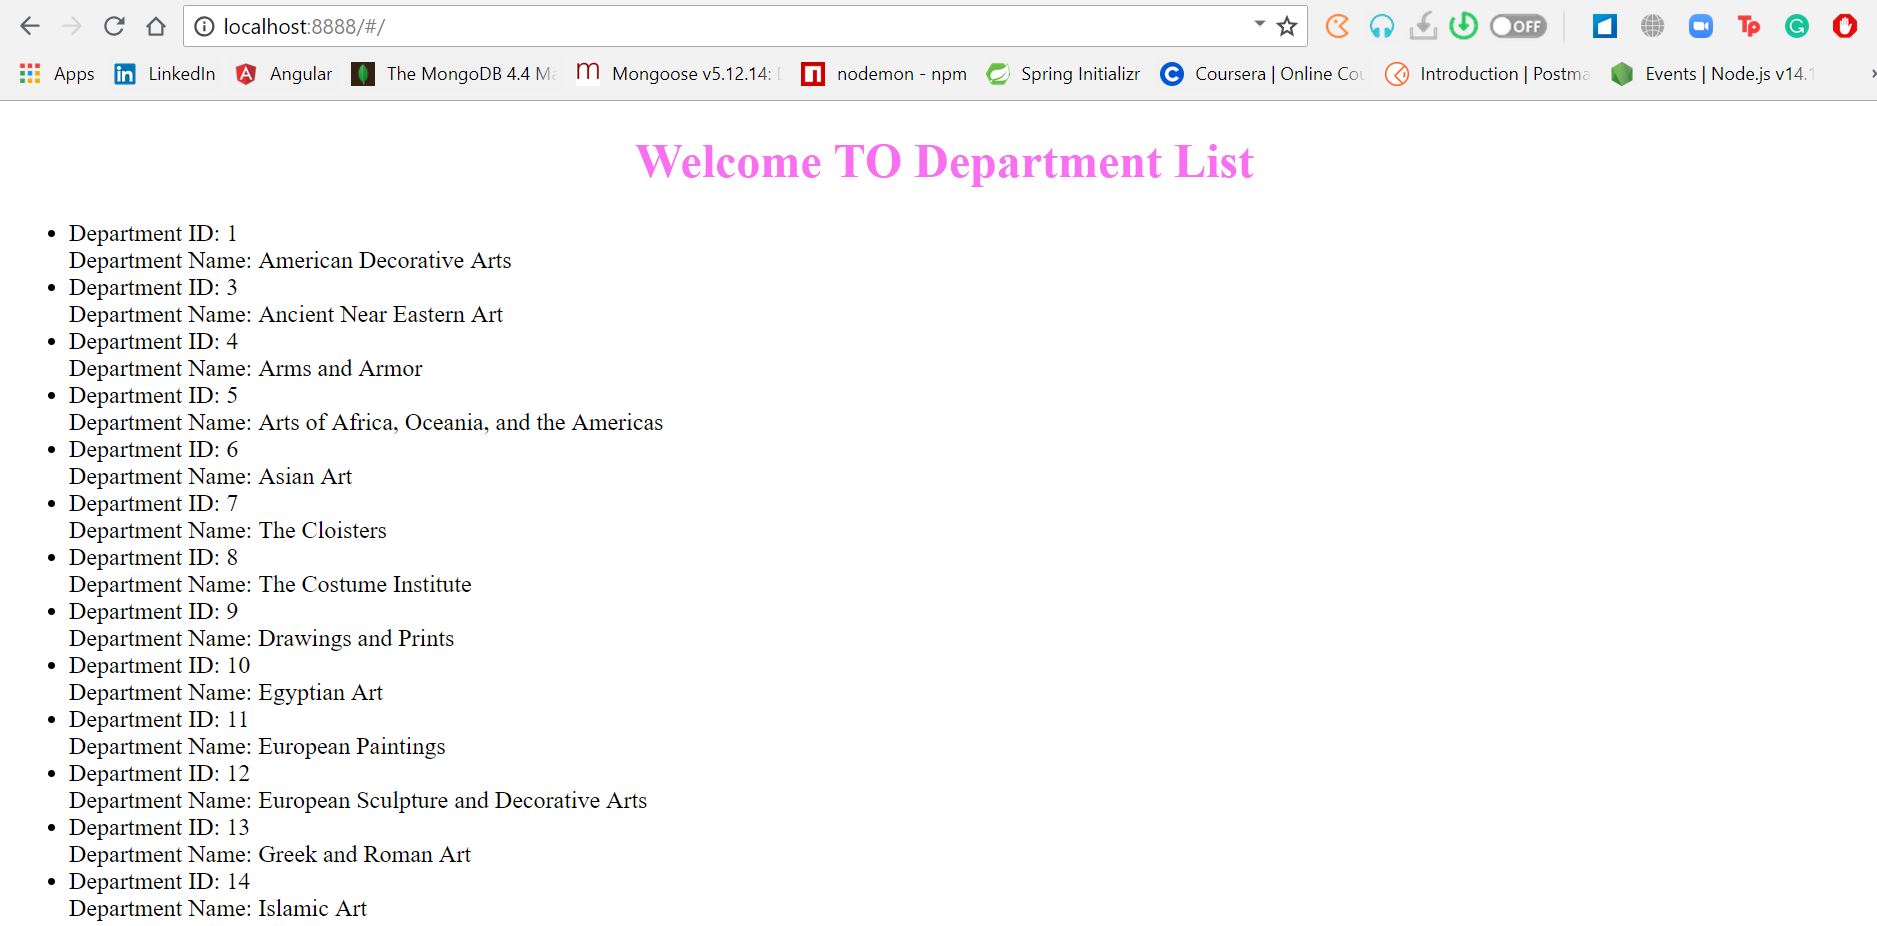 localhost:8888/#/
OFF
Tp
Apps LinkedIn Angular The MongoDB 4.4 Ma Mongoose v5.12.14: nodemon - npm Spring Initializr Coursera | Online Cou Introduction | Postma Events | Node.js v14.1
Welcome TO Department List
Department ID: 1
Department Name: American Decorative Arts
Department ID: 3
Department Name: Ancient Near Eastern Art
Department ID: 4
Department Name: Arms and Armor
Department ID: 5
Department Name: Arts of Africa, Oceania, and the Americas
Department ID: 6
Department Name: Asian Art
Department ID: 7
Department Name: The Cloisters
Department ID: 8
Department Name: The Costume Institute
Department ID: 9
Department Name: Drawings and Prints
Department ID: 10
Department Name: Egyptian Art
Department ID: 11
Department Name: European Paintings
Department ID: 12
Department Name: European Sculpture and Decorative Arts
Department ID: 13
Department Name: Greek and Roman Art
Department ID: 14
Department Name: Islamic Art